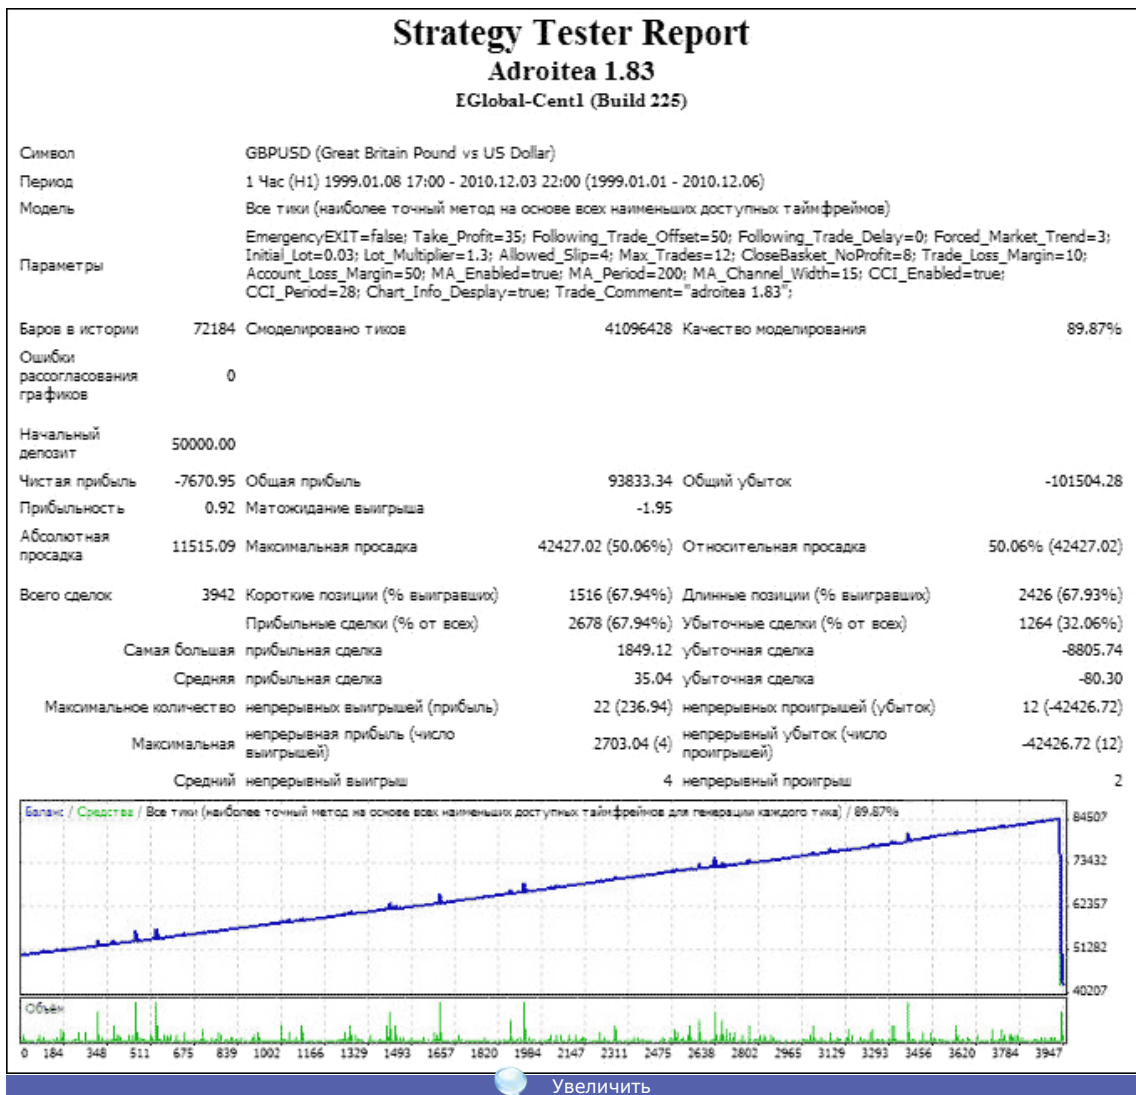 Strategy Tester Report
Adroitea 1.83
EGlobal-Cent1 (Build 225)
Символ GBPUSD (Great Britain Pound vs US Dollar)
Период 1 Час (H1) 1999.01.08 17:00 - 2010.12.03 22:00 (1999.01.01 - 2010.12.06)
Модель Все тики (наиболее точный метод на основе всех наименьших доступных таймфреймов)
Параметры
EmergencyEXIT=false; Take_Profit=35; Following_Trade_Offset=50; Following_Trade_Delay=0; Forced_Market_Trend=3;
Initial_Lot=0.03; Lot_Multiplier=1.3; Allowed_Slip=4; Max_Trades=12; CloseBasket_NoProfit=8; Trade_Loss_Margin=10;
Account_Loss_Margin=50; MA_Enabled=true; MA_Period=200; MA_Channel_Width=15; CCI_Enabled=true;
CCI_Period=28; Chart_Info_Desplay=true; Trade_Comment="adroitea 1.83";
Баров в истории 72184 Смоделировано тиков 41096428 Качество моделирования 89.87%
Ошибки
рассогласования 0
графиков
Начальный
депозит 50000.00
Чистая прибыль -7670.95 Общая прибыль 93833.34 Общий убыток -101504.28
Прибыльность 0.92 Матожидание выигрыша -1.95
Абсолютная
просадка 11515.09 Максимальная просадка 42427.02 (50.06%) Относительная просадка 50.06% (42427.02)
Всего сделок 3942 Короткие позиции (% выигравших) 1516 (67.94%) Длинные позиции (% выигравших) 2426 (67.93%)
Прибыльные сделки (% от всех) 2678 (67.94%) Убыточные сделки (% от всех) 1264 (32.06%)
Самая большая прибыльная сделка 1849.12 убыточная сделка -8805.74
Средняя прибыльная сделка 35.04 убыточная сделка -80.30
Максимальное количество непрерывных выигрышей (прибыль) 22 (236.94) непрерывных проигрышей (убыток) 12 (-42426.72)
Максимальная непрерывная прибыль (число выигрышей) 2703.04 (4) непрерывный убыток (число проигрышей) -42426.72 (12)
Средний непрерывный выигрыш 4 непрерывный проигрыш 2
Баланс / Средства / Все тики (наиболее точный метод на основе всех наименьших доступных таймфреймов для генерации каждого тика) / 89.87%
84507
73432
62357
51282
40207
Объём
0 184 348 511 675 839 1002 1166 1339 1493 1657 1820 1984 2147 2311 2475 2638 2802 2965 3129 3293 3456 3620 3784 3947
Увеличить